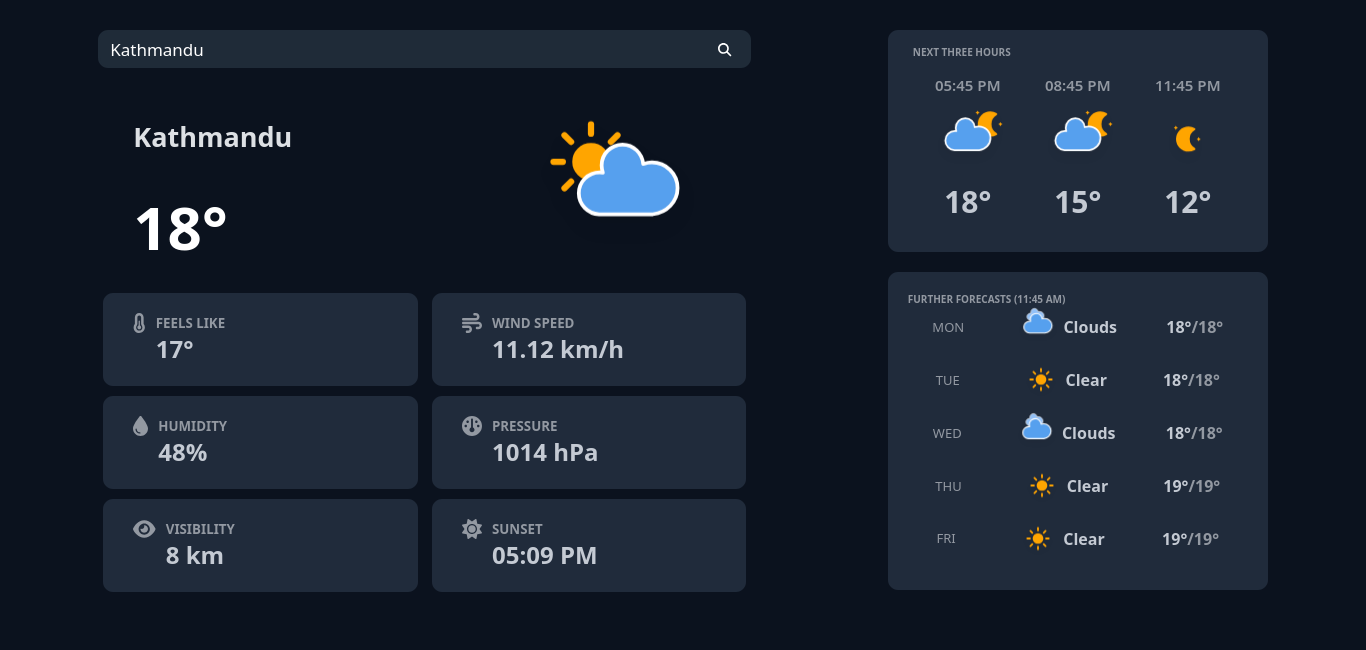 Kathmandu
Kathmandu
18°
FEELS LIKE
17°
WIND SPEED
11.12 km/h
HUMIDITY
48%
PRESSURE
1014 hPa
VISIBILITY
8 km
SUNSET
05:09 PM
NEXT THREE HOURS
05:45 PM 08:45 PM 11:45 PM
18° 15° 12°
FURTHER FORECASTS (11:45 AM)
MON Clouds 18°/18°
TUE Clear 18°/18°
WED Clouds 18°/18°
THU Clear 19°/19°
FRI Clear 19°/19°